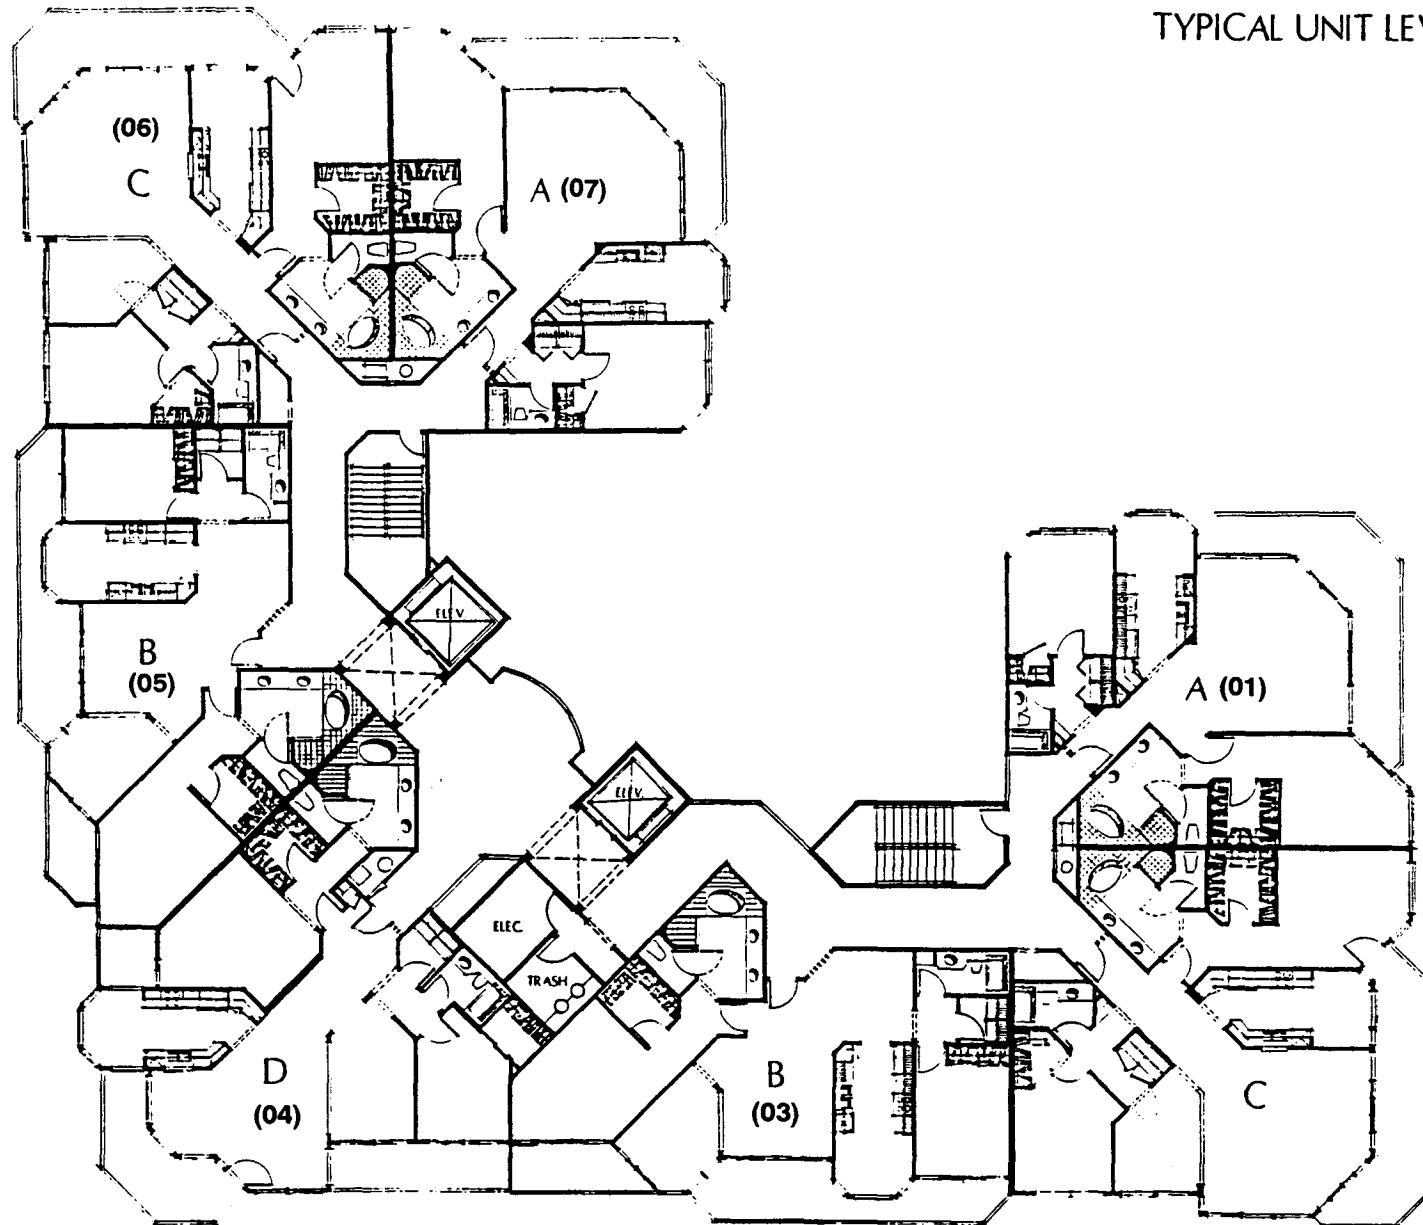 TYPICAL UNIT LEV
(06)
C
A (07)
ELEV.
B
(05)
A (01)
ELEV.
ELEC.
TRASH
D
(04)
B
(03)
C